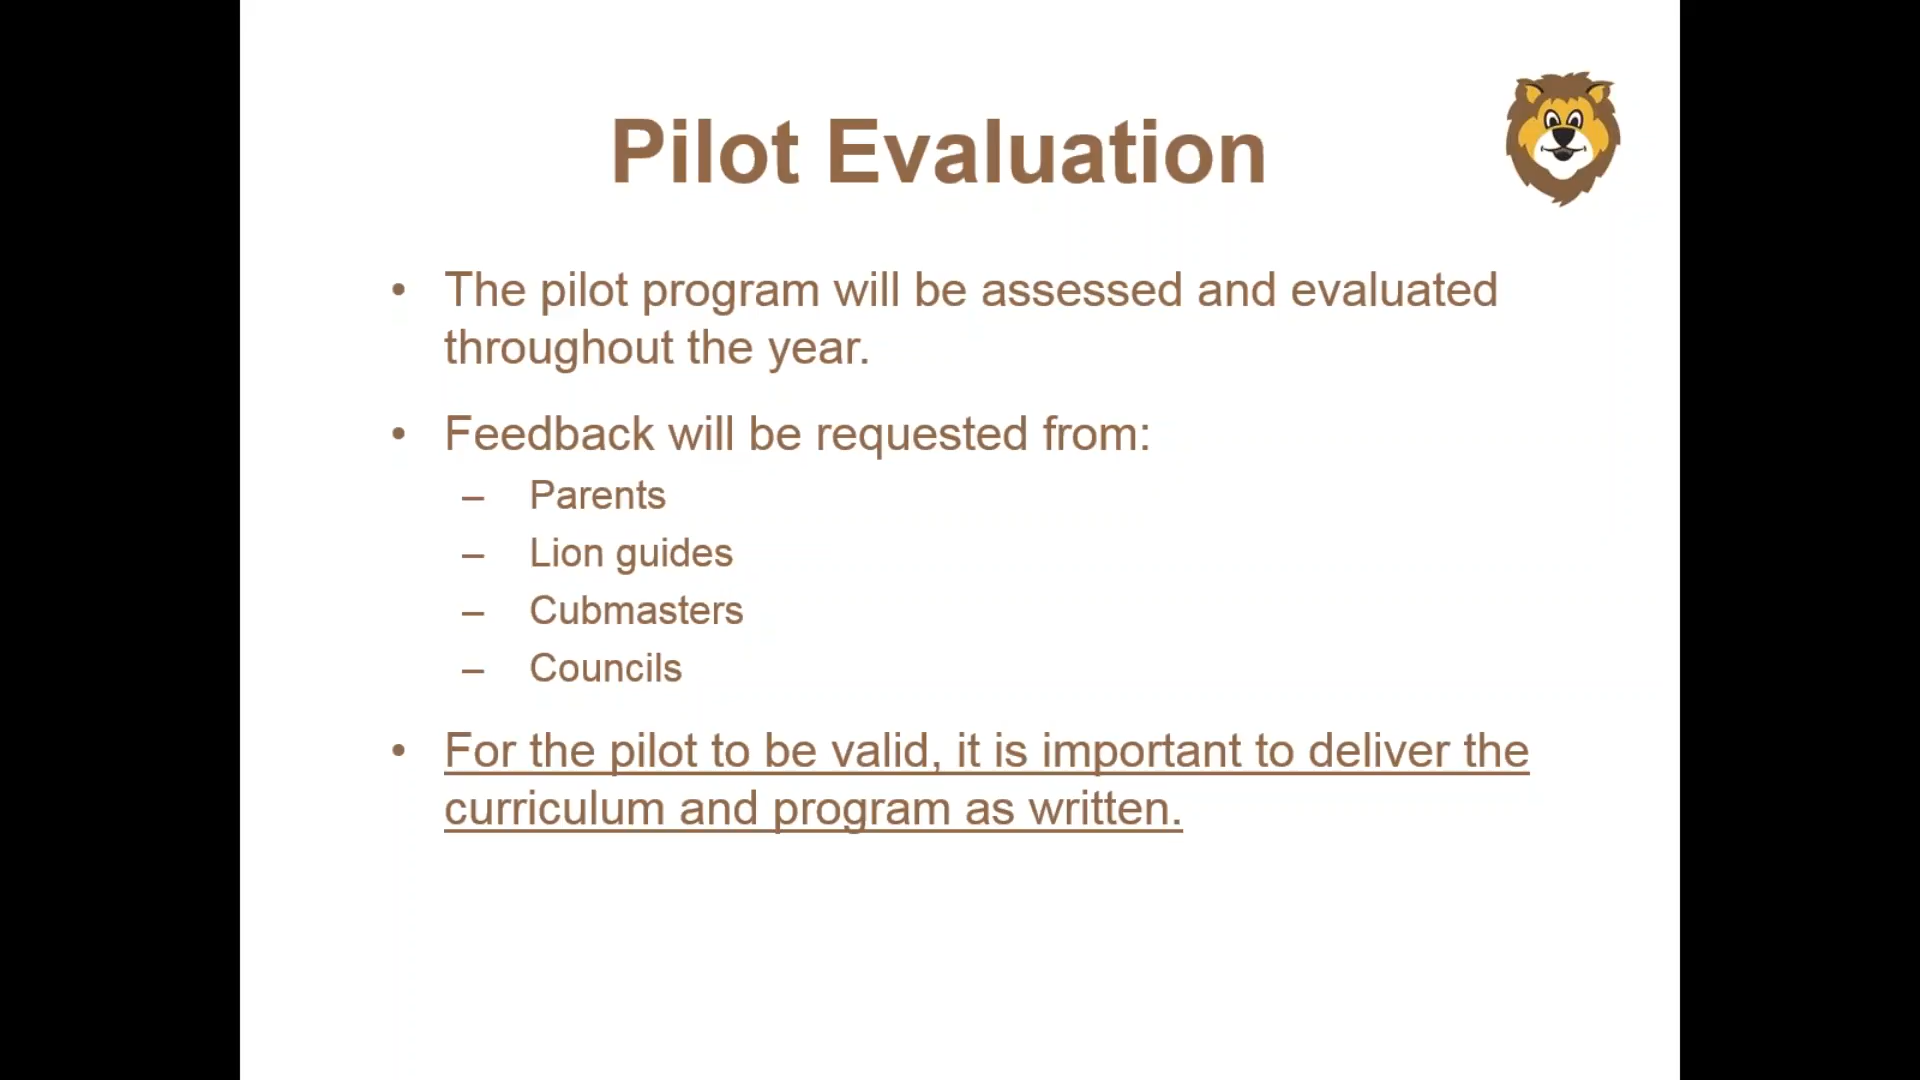 Pilot Evaluation
• The pilot program will be assessed and evaluated
throughout the year.
• Feedback will be requested from:
– Parents
– Lion guides
– Cubmasters
– Councils
• For the pilot to be valid, it is important to deliver the
curriculum and program as written.